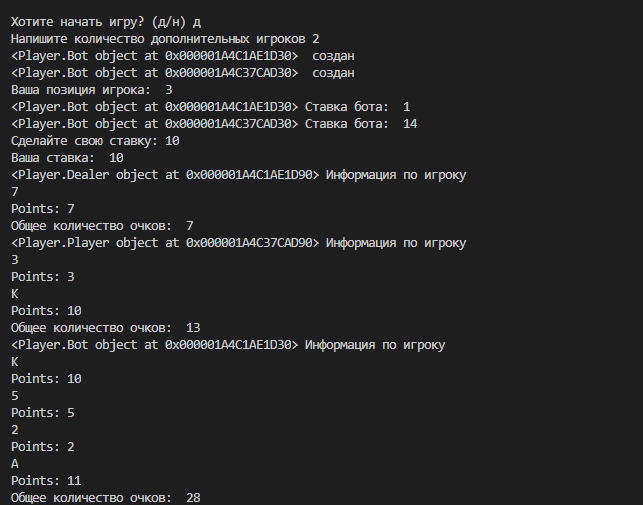 Хотите начать игру? (д/н) д
Напишите количество дополнительных игроков 2
<Player.Bot object at 0x000001A4C1AE1D30>  создан
<Player.Bot object at 0x000001A4C37CAD30>  создан
Ваша позиция игрока:  3
<Player.Bot object at 0x000001A4C1AE1D30> Ставка бота:  1
<Player.Bot object at 0x000001A4C37CAD30> Ставка бота:  14
Сделайте свою ставку: 10
Ваша ставка:  10
<Player.Dealer object at 0x000001A4C1AE1D90> Информация по игроку
7
Points: 7
Общее количество очков:  7
<Player.Player object at 0x000001A4C37CAD90> Информация по игроку
3
Points: 3
K
Points: 10
Общее количество очков:  13
<Player.Bot object at 0x000001A4C1AE1D30> Информация по игроку
K
Points: 10
5
Points: 5
2
Points: 2
A
Points: 11
Общее количество очков:  28